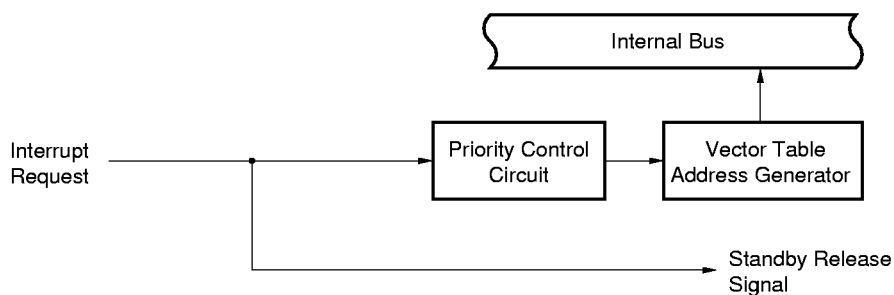 Internal Bus
Interrupt
Request
Priority Control
Circuit
Vector Table
Address Generator
Standby Release
Signal